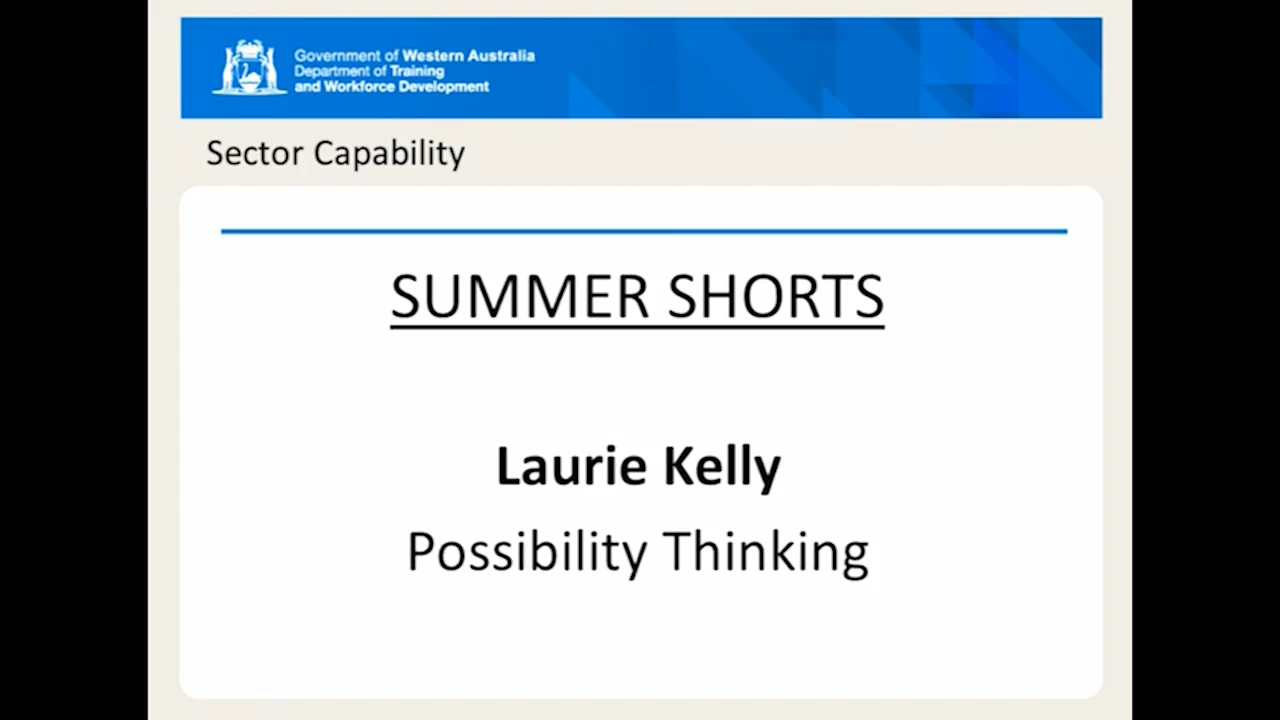 Government of Western Australia
Department of Training
and Workforce Development
Sector Capability
SUMMER SHORTS
Laurie Kelly
Possibility Thinking